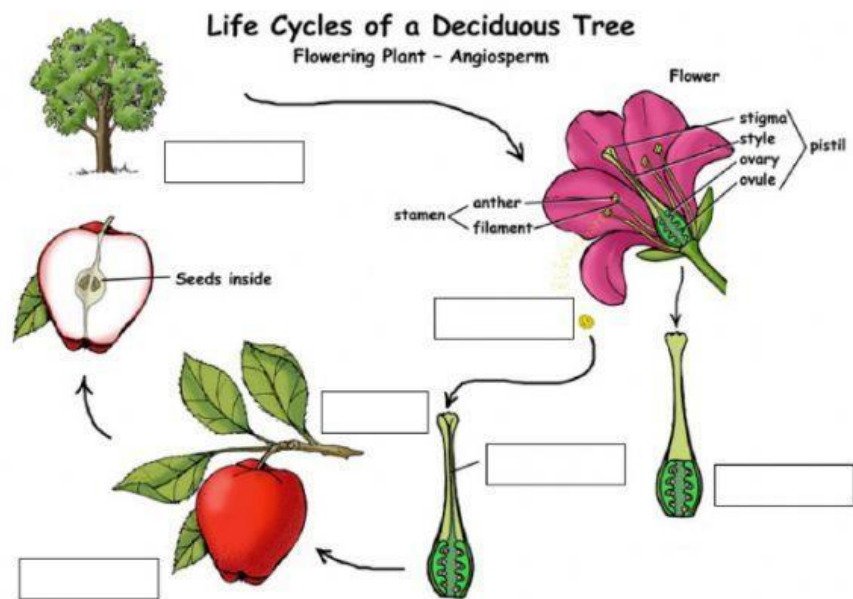 Life Cycles of a Deciduous Tree
Flowering Plant - Angiosperm
Flower
stigma
style
ovary
ovule
pistil
anther
filament
stamen
Seeds inside